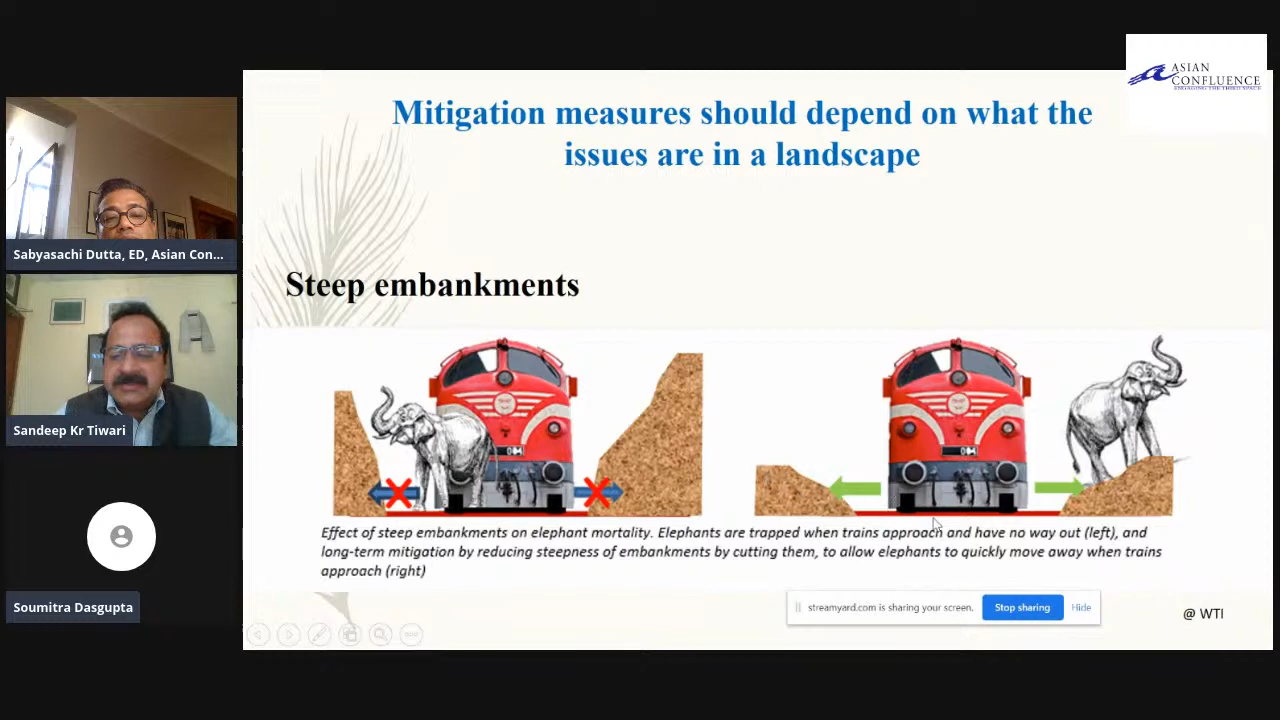 ASIAN
CONFLUENCE
Mitigation measures should depend on what the
issues are in a landscape
Sabyasachi Dutta, ED, Asian Con...
Steep embankments
Sandeep Kr Tiwari
Effect of steep embankments on elephant mortality. Elephants are trapped when trains approach and have no way out (left), and
long-term mitigation by reducing steepness of embankments by cutting them, to allow elephants to quickly move away when trains
approach (right)
Soumitra Dasgupta
streamyard.com is sharing your screen.
Stop sharing
Hide
@ WTI